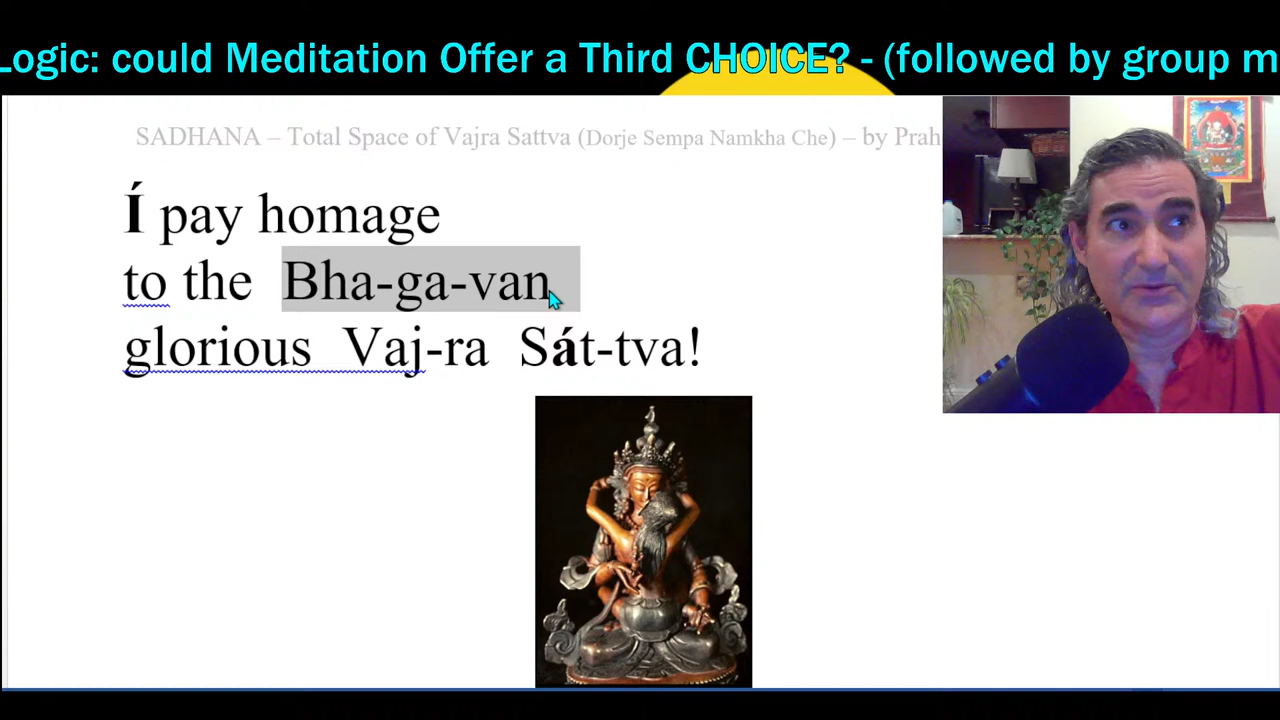 Logic: could Meditation Offer a Third CHOICE? - (followed by group m
SADHANA – Total Space of Vajra Sattva (Dorje Sempa Namkha Che) – by Prah
Í pay homage
to the Bha-ga-van
glorious Vaj-ra Sát-tva!